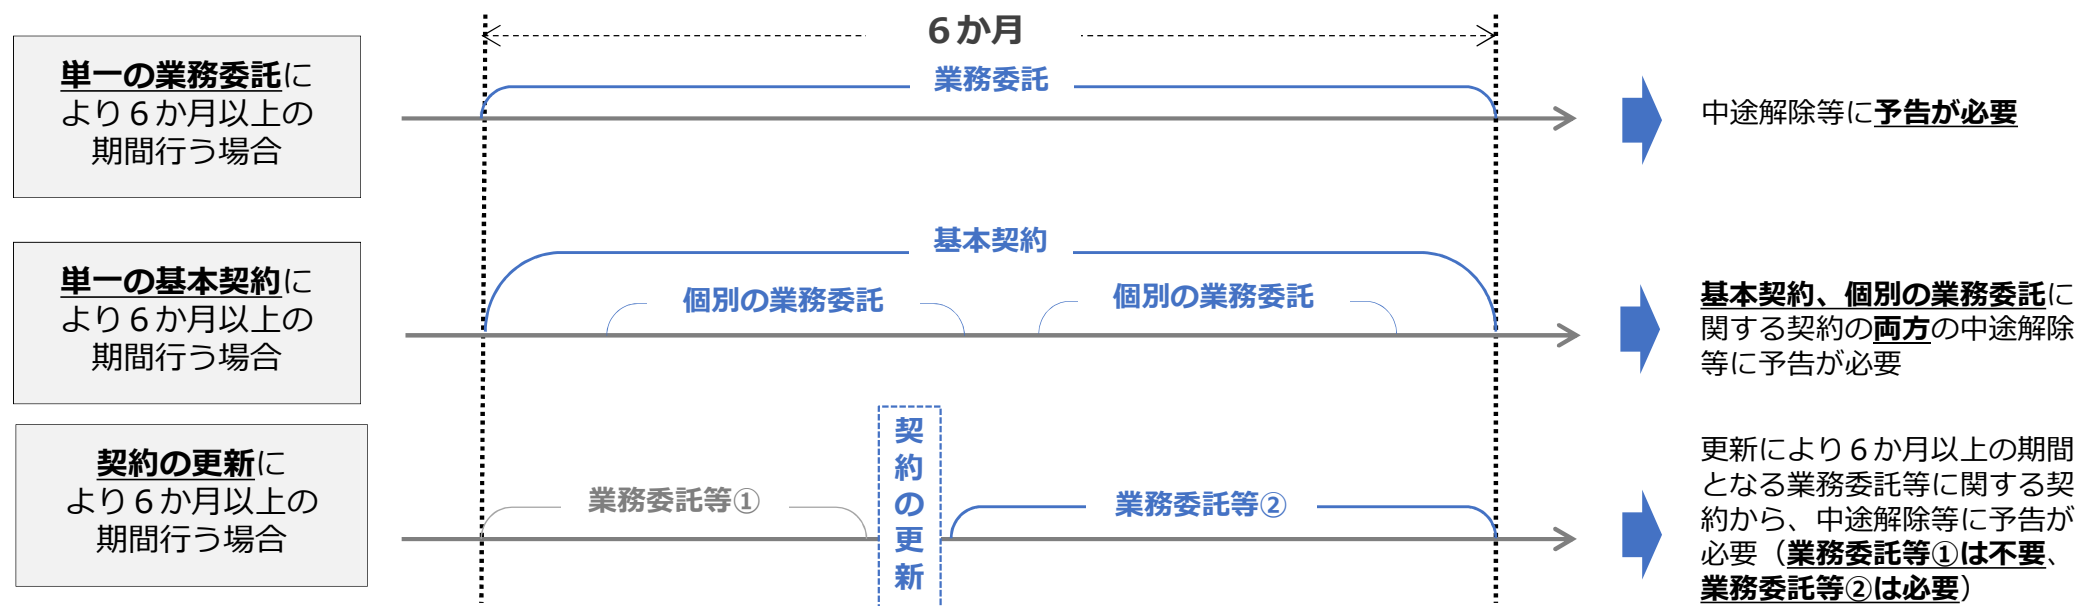 ６か月
単一の業務委託に
より６か月以上の
期間行う場合
業務委託
中途解除等に予告が必要
単一の基本契約に
より６か月以上の
期間行う場合
基本契約
個別の業務委託
個別の業務委託
基本契約、個別の業務委託に
関する契約の両方の中途解除
等に予告が必要
契約の更新に
より６か月以上の
期間行う場合
業務委託等①
契約の更新
業務委託等②
更新により６か月以上の期間
となる業務委託等に関する契
約から、中途解除等に予告が
必要（業務委託等①は不要、
業務委託等②は必要）